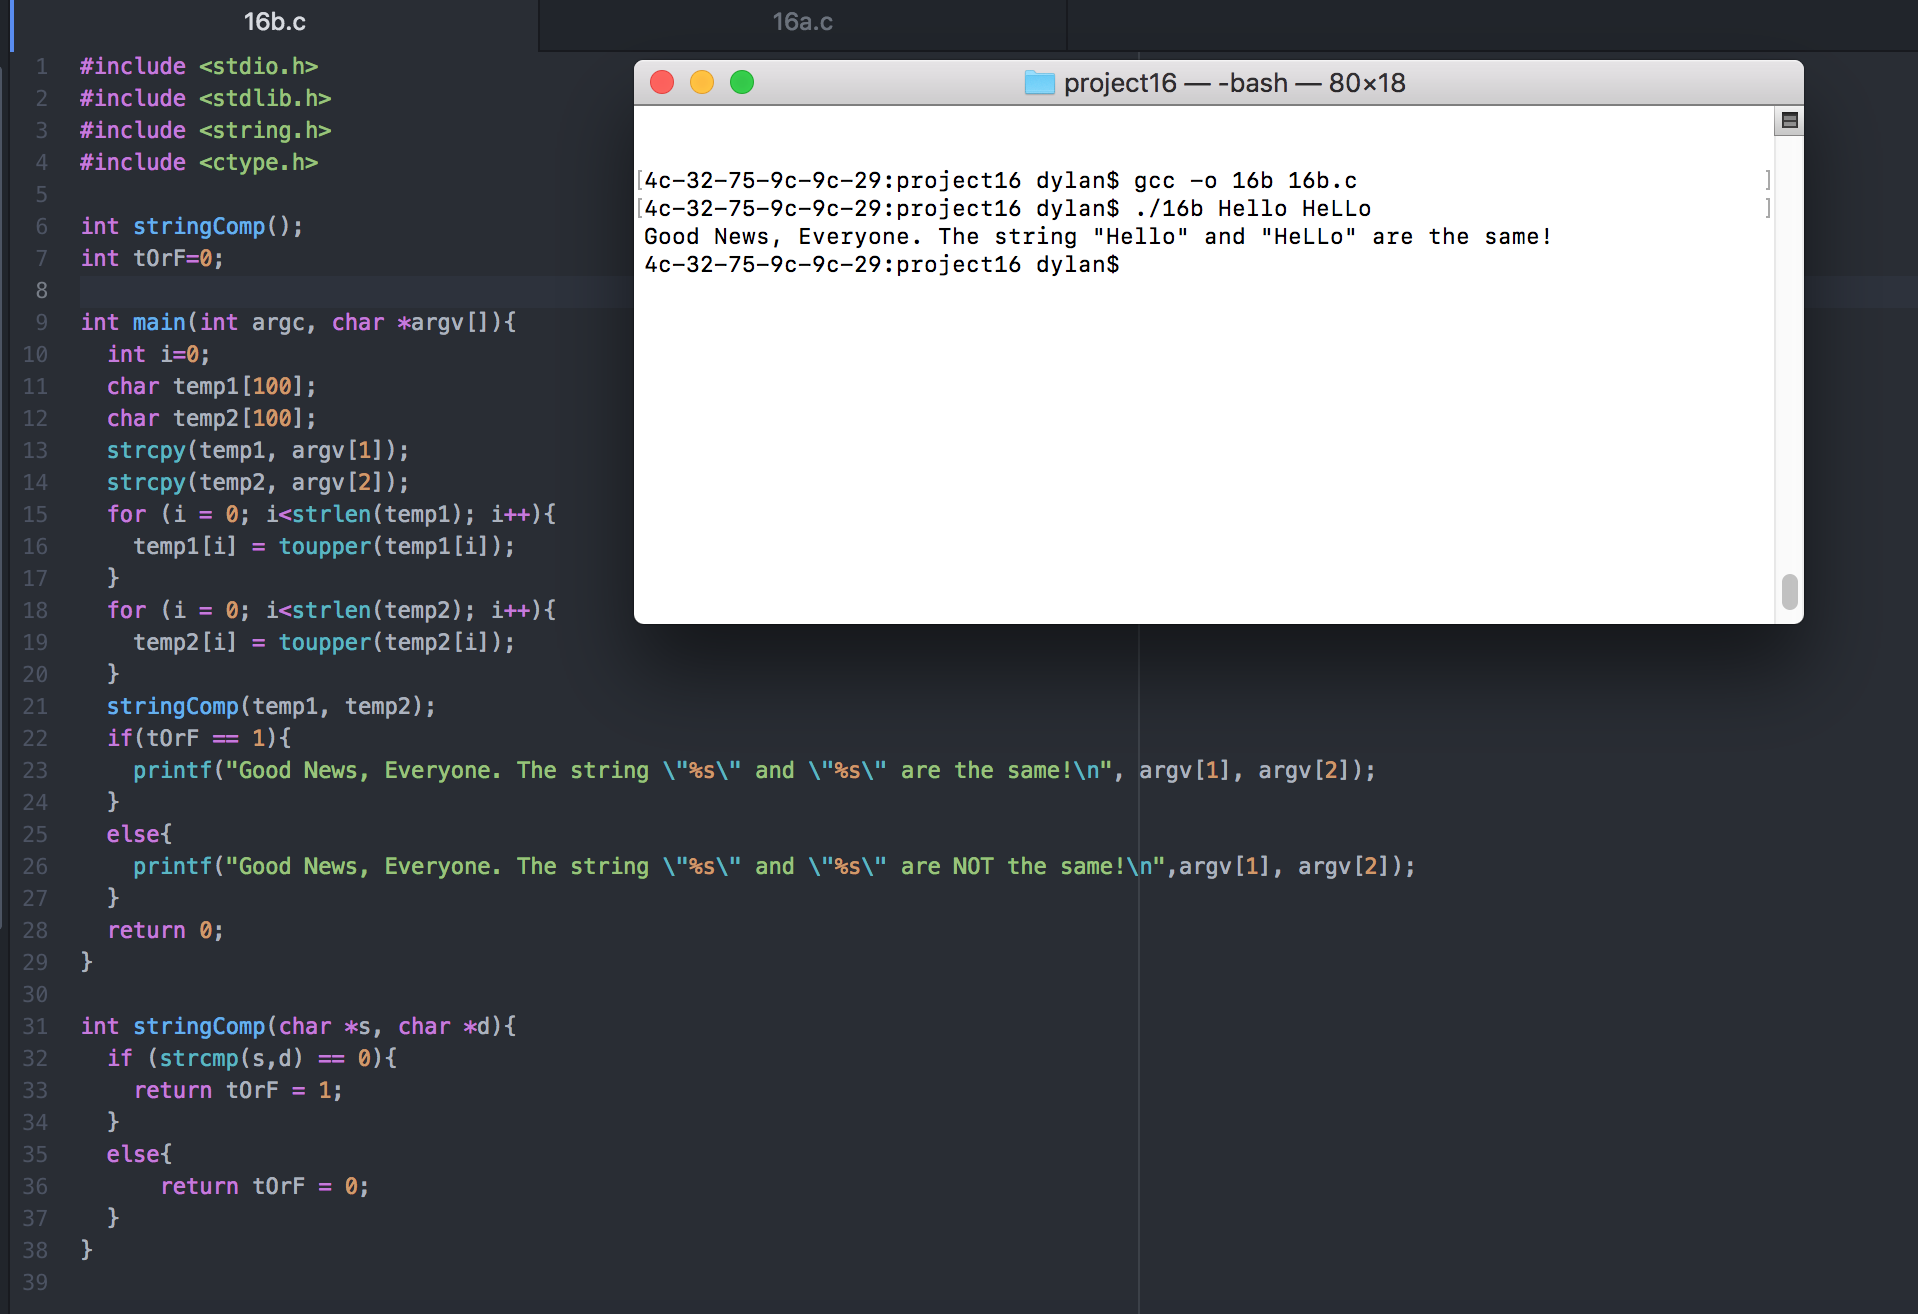 16b.c
16a.c
1 #include <stdio.h>
2 #include <stdlib.h>
3 #include <string.h>
4 #include <ctype.h>
5
6 int stringComp();
7 int tOrF=0;
8
9 int main(int argc, char *argv[]){
10   int i=0;
11   char temp1[100];
12   char temp2[100];
13   strcpy(temp1, argv[1]);
14   strcpy(temp2, argv[2]);
15   for (i = 0; i<strlen(temp1); i++){
16     temp1[i] = toupper(temp1[i]);
17   }
18   for (i = 0; i<strlen(temp2); i++){
19     temp2[i] = toupper(temp2[i]);
20   }
21   stringComp(temp1, temp2);
22   if(tOrF == 1){
23     printf("Good News, Everyone. The string \"%s\" and \"%s\" are the same!\n", argv[1], argv[2]);
24   }
25   else{
26     printf("Good News, Everyone. The string \"%s\" and \"%s\" are NOT the same!\n",argv[1], argv[2]);
27   }
28   return 0;
29 }
30
31 int stringComp(char *s, char *d){
32   if (strcmp(s,d) == 0){
33     return tOrF = 1;
34   }
35   else{
36       return tOrF = 0;
37   }
38 }
39
project16 — -bash — 80×18
[4c-32-75-9c-9c-29:project16 dylan$ gcc -o 16b 16b.c ]
[4c-32-75-9c-9c-29:project16 dylan$ ./16b Hello HeLLo ]
Good News, Everyone. The string "Hello" and "HeLLo" are the same!
4c-32-75-9c-9c-29:project16 dylan$